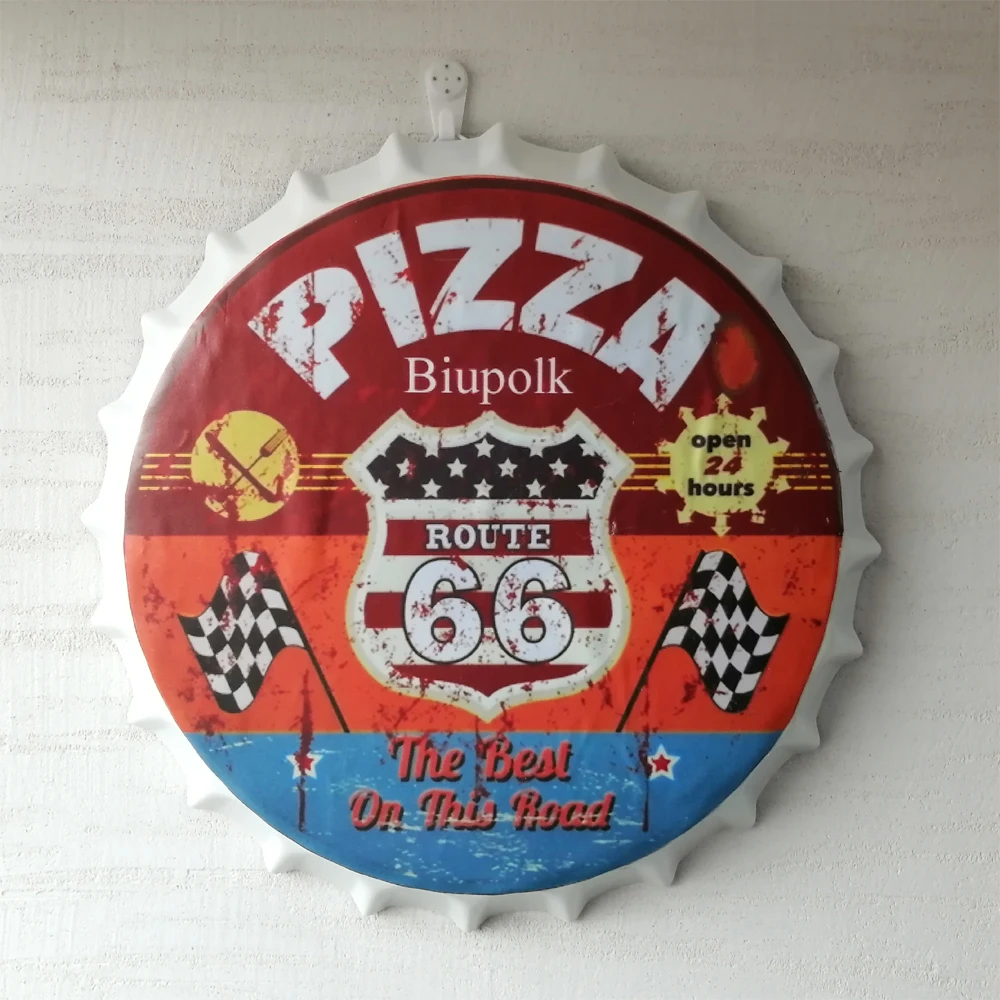 PIZZA
Biupolk
open
24
hours
ROUTE
66
The Best
On This Road